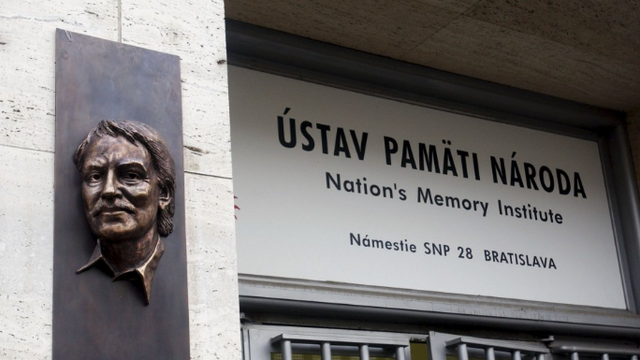 ÚSTAV PAMÄTI NÁRODA
Nation's Memory Institute
Námestie SNP 28 BRATISLAVA